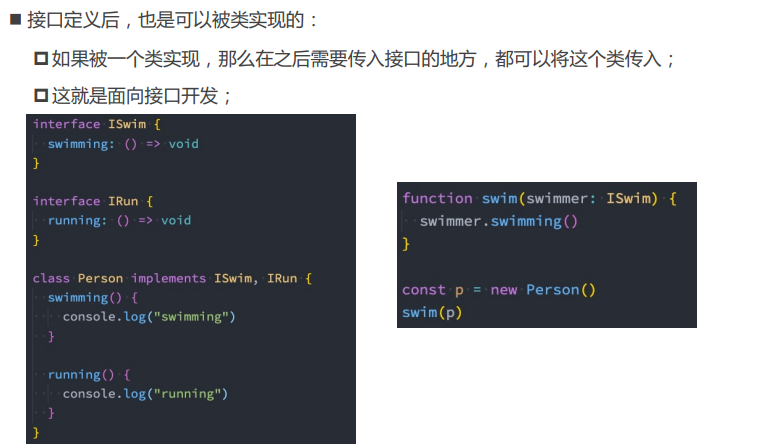 ■ 接口定义后，也是可以被类实现的：
如果被一个类实现，那么在之后需要传入接口的地方，都可以将这个类传入；
这就是面向接口开发；
interface ISwim {
  swimming: () => void
}

interface IRun {
  running: () => void
}

class Person implements ISwim, IRun {
  swimming() {
    console.log("swimming")
  }

  running() {
    console.log("running")
  }
}
function swim(swimmer: ISwim) {
  swimmer.swimming()
}

const p = new Person()
swim(p)